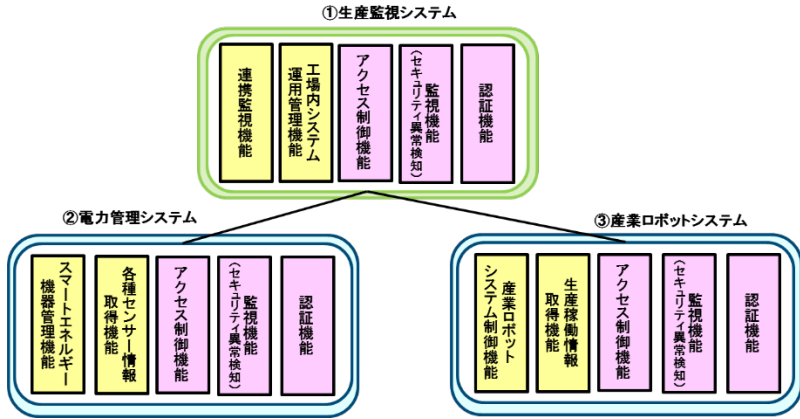 ①生産監視システム
連携監視機能
工場内システム
運用管理機能
アクセス制御機能
監視機能
（セキュリティ異常検知）
認証機能
②電力管理システム
スマートエネルギー
機器管理機能
各種センサー情報
取得機能
アクセス制御機能
監視機能
（セキュリティ異常検知）
認証機能
③産業ロボットシステム
産業ロボット
システム制御機能
生産稼働情報
取得機能
アクセス制御機能
監視機能
（セキュリティ異常検知）
認証機能